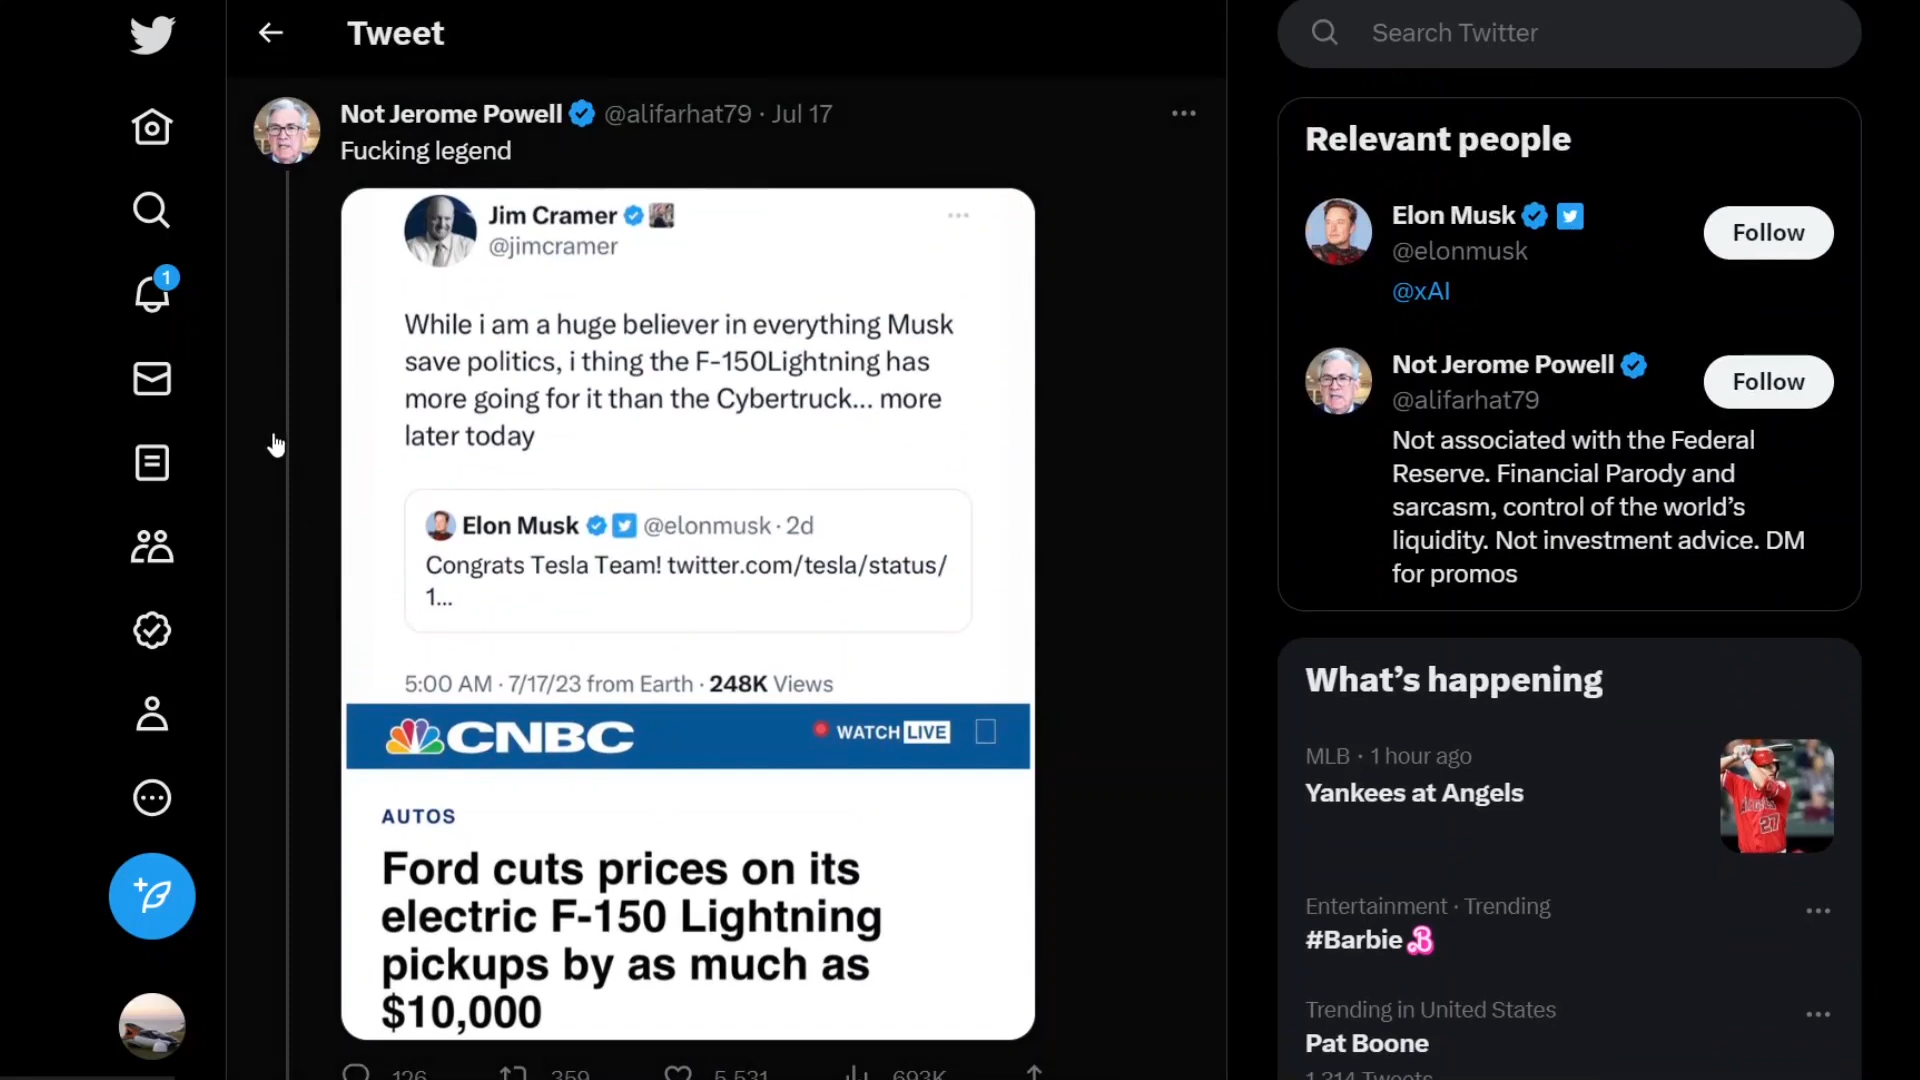 Tweet
Not Jerome Powell @alifarhat79 · Jul 17
Fucking legend
Jim Cramer
@jimcramer
While i am a huge believer in everything Musk
save politics, i thing the F-150Lightning has
more going for it than the Cybertruck... more
later today
Elon Musk @elonmusk · 2d
Congrats Tesla Team! twitter.com/tesla/status/
1...
5:00 AM · 7/17/23 from Earth · 248K Views
CNBC
WATCH LIVE
AUTOS
Ford cuts prices on its
electric F-150 Lightning
pickups by as much as
$10,000
126 359 5,531 693K
1
Search Twitter
Relevant people
Elon Musk
@elonmusk
Follow
@xAI
Not Jerome Powell
@alifarhat79
Follow
Not associated with the Federal
Reserve. Financial Parody and
sarcasm, control of the world’s
liquidity. Not investment advice. DM
for promos
What’s happening
MLB · 1 hour ago
Yankees at Angels
Angels
27
Entertainment · Trending
#Barbie
Trending in United States
Pat Boone
1,314 Tweets